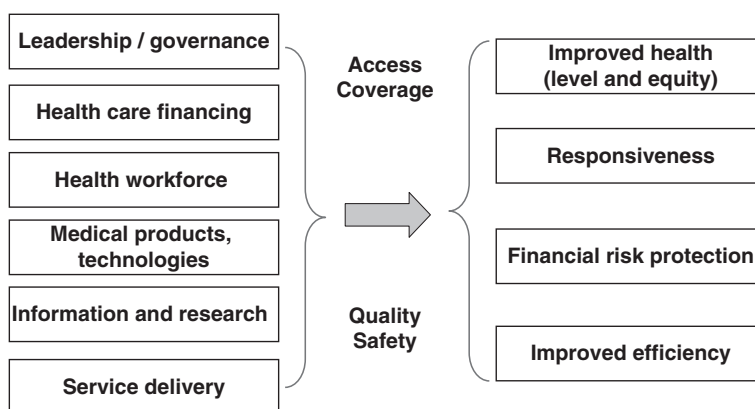 Leadership / governance
Health care financing
Health workforce
Medical products,
technologies
Information and research
Service delivery
Access
Coverage
Quality
Safety
Improved health
(level and equity)
Responsiveness
Financial risk protection
Improved efficiency